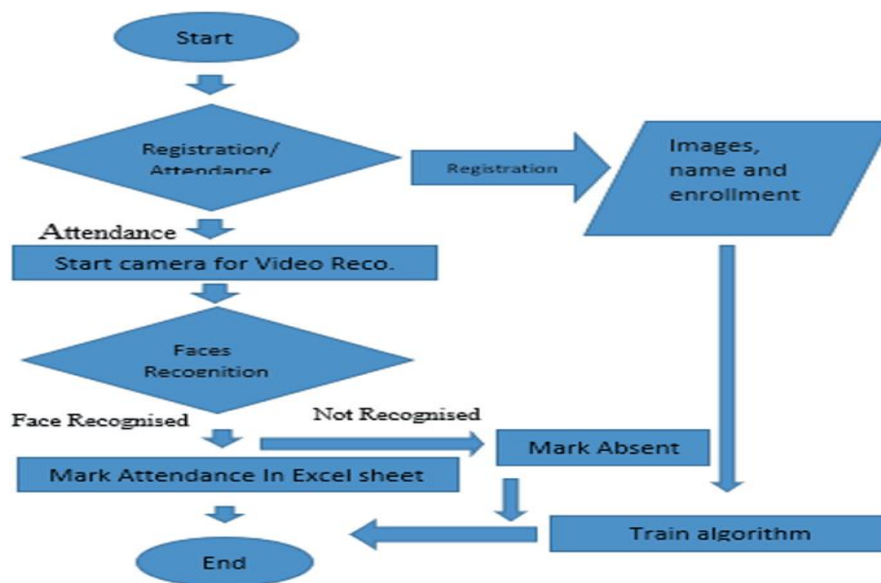 Start
Registration/
Attendance
Registration
Images,
name and
enrollment
Attendance
Start camera for Video Reco.
Faces
Recognition
Face Recognised
Not Recognised
Mark Attendance In Excel sheet
Mark Absent
Train algorithm
End